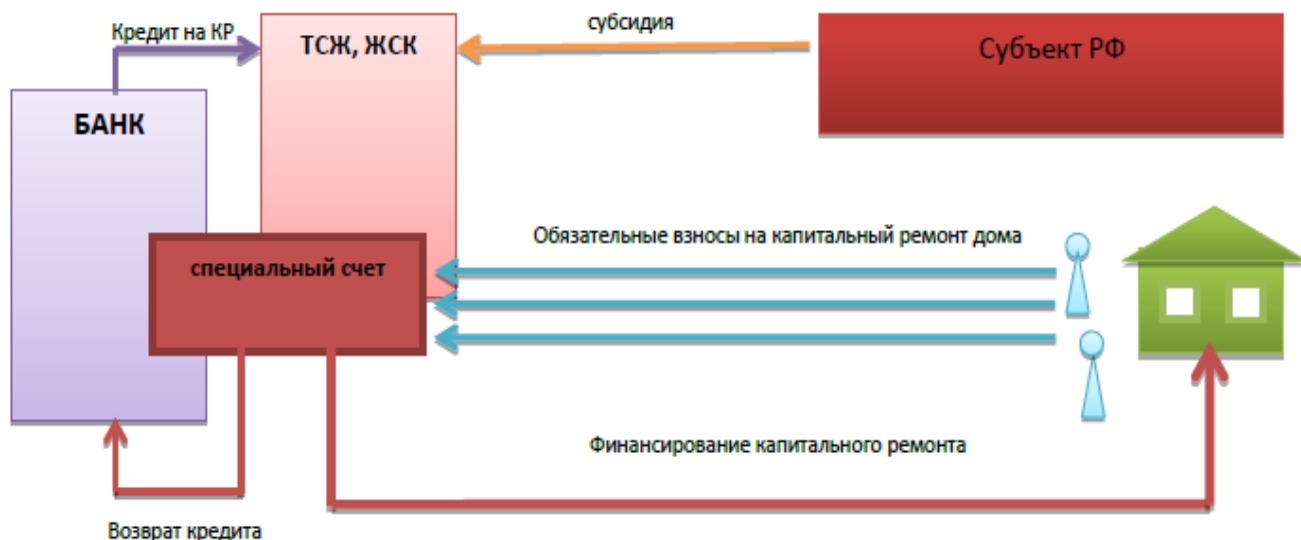 Кредит на КР
ТСЖ, ЖСК
субсидия
Субъект РФ
БАНК
Обязательные взносы на капитальный ремонт дома
специальный счет
Финансирование капитального ремонта
Возврат кредита